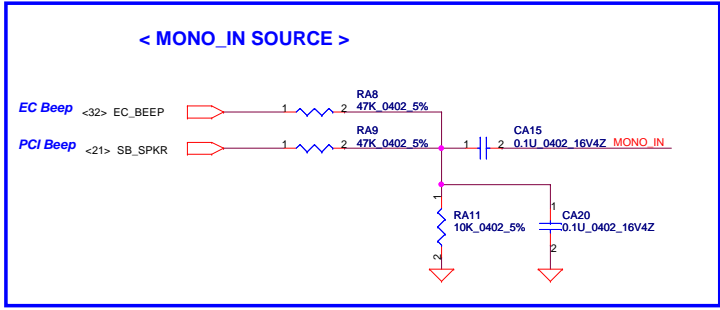 < MONO_IN SOURCE >
EC Beep <32> EC_BEEP
1 2
RA8
47K_0402_5%
PCI Beep <21> SB_SPKR
1 2
RA9
47K_0402_5%
1 2
CA15
0.1U_0402_16V4Z MONO_IN
1
2
RA11
10K_0402_5%
1
2
CA20
0.1U_0402_16V4Z